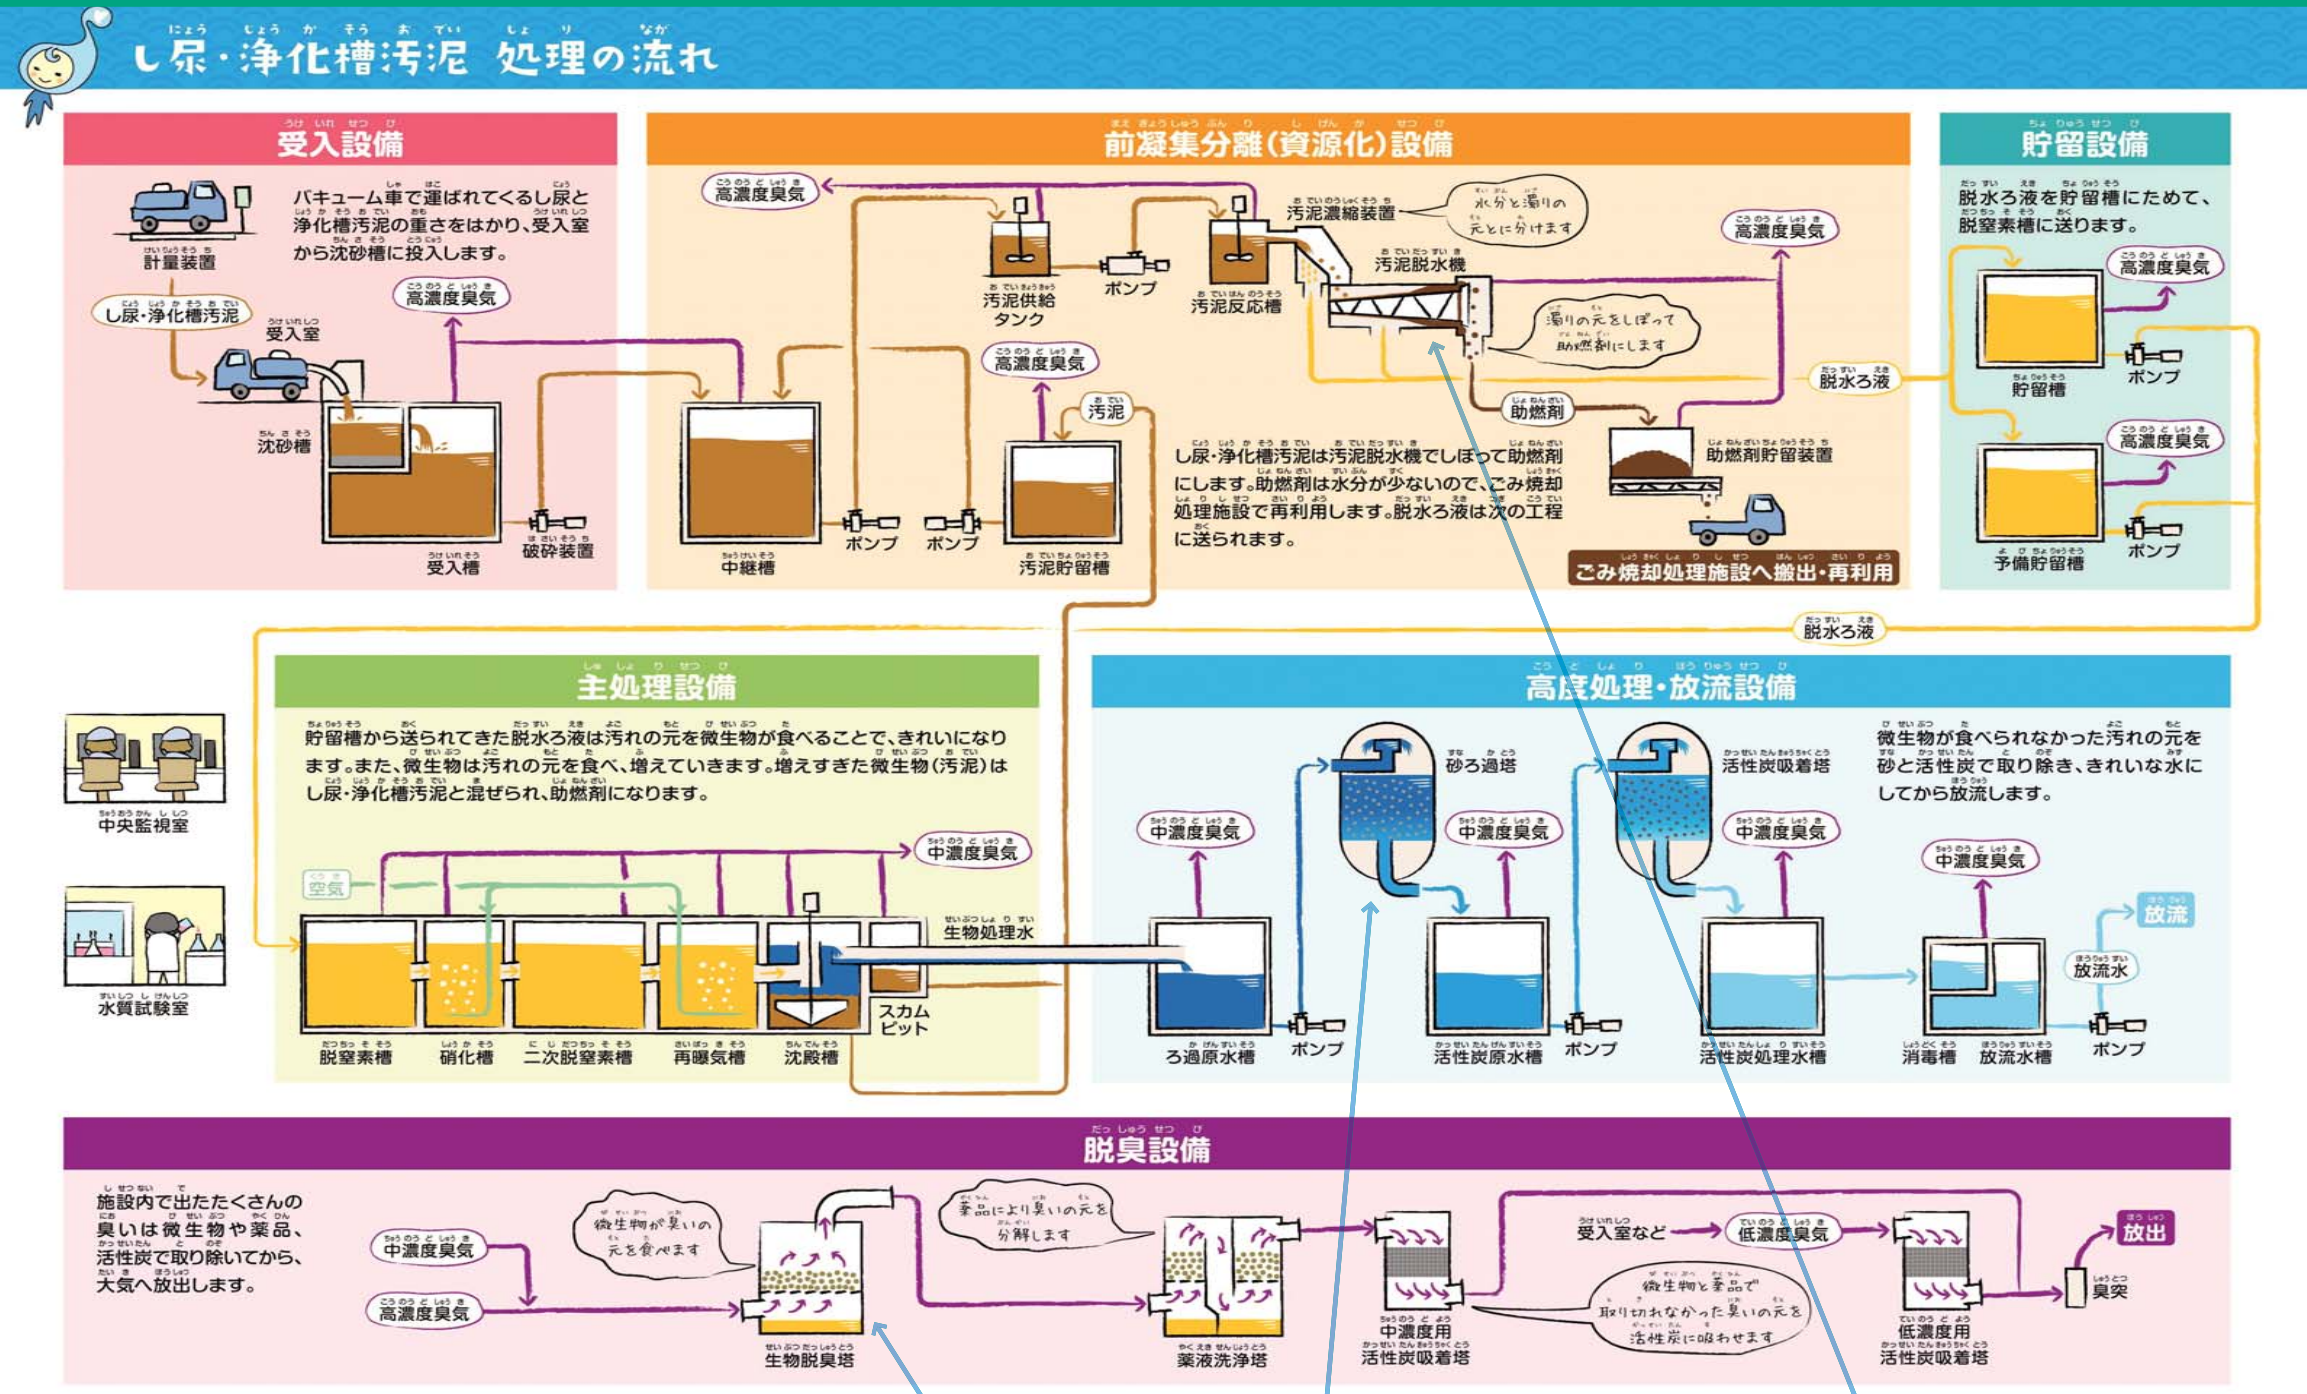 し尿・浄化槽汚泥 処理の流れ
受入設備
計量装置
バキューム車で運ばれてくるし尿と
浄化槽汚泥の重さをはかり、受入室
から沈砂槽に投入します。
し尿・浄化槽汚泥
受入室
高濃度臭気
沈砂槽
受入槽
破砕装置
前凝集分離(資源化)設備
高濃度臭気
汚泥供給
タンク
ポンプ
汚泥反応槽
汚泥濃縮装置
水分と濁りの
元とに分けます
汚泥脱水機
高濃度臭気
濁りの元をしぼって
助燃剤にします
高濃度臭気
汚泥
助燃剤
脱水ろ液
し尿・浄化槽汚泥は汚泥脱水機でしぼって助燃剤
にします。助燃剤は水分が少ないので、ごみ焼却
処理施設で再利用します。脱水ろ液は次の工程
に送られます。
助燃剤貯留装置
中継槽
ポンプ
ポンプ
汚泥貯留槽
ごみ焼却処理施設へ搬出・再利用
貯留設備
脱水ろ液を貯留槽にためて、
脱窒素槽に送ります。
高濃度臭気
貯留槽
ポンプ
高濃度臭気
予備貯留槽
ポンプ
脱水ろ液
中央監視室
水質試験室
主処理設備
貯留槽から送られてきた脱水ろ液は汚れの元を微生物が食べることで、きれいになり
ます。また、微生物は汚れの元を食べ、増えていきます。増えすぎた微生物(汚泥)は
し尿・浄化槽汚泥と混ぜられ、助燃剤になります。
中濃度臭気
空気
生物処理水
スカム
ピット
脱窒素槽
硝化槽
二次脱窒素槽
再曝気槽
沈殿槽
高度処理・放流設備
砂ろ過塔
活性炭吸着塔
微生物が食べられなかった汚れの元を
砂と活性炭で取り除き、きれいな水に
してから放流します。
中濃度臭気
中濃度臭気
中濃度臭気
中濃度臭気
放流
放流水
ろ過原水槽
ポンプ
活性炭原水槽
ポンプ
活性炭処理水槽
消毒槽
放流水槽
ポンプ
脱臭設備
施設内で出たたくさんの
臭いは微生物や薬品、
活性炭で取り除いてから、
大気へ放出します。
中濃度臭気
高濃度臭気
微生物が臭いの
元を食べます
生物脱臭塔
薬品により臭いの元を
分解します
薬液洗浄塔
中濃度用
活性炭吸着塔
受入室など
低濃度臭気
微生物と薬品で
取り切れなかった臭いの元を
活性炭に吸わせます
低濃度用
活性炭吸着塔
放出
臭突